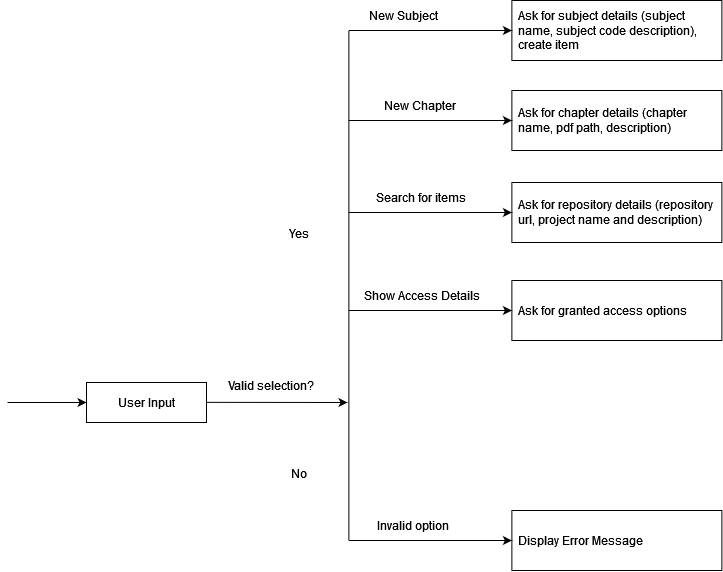 New Subject
Ask for subject details (subject
name, subject code description),
create item
New Chapter
Ask for chapter details (chapter
name, pdf path, description)
Search for items
Ask for repository details (repository
url, project name and description)
Yes
Show Access Details
Ask for granted access options
Valid selection?
User Input
No
Invalid option
Display Error Message